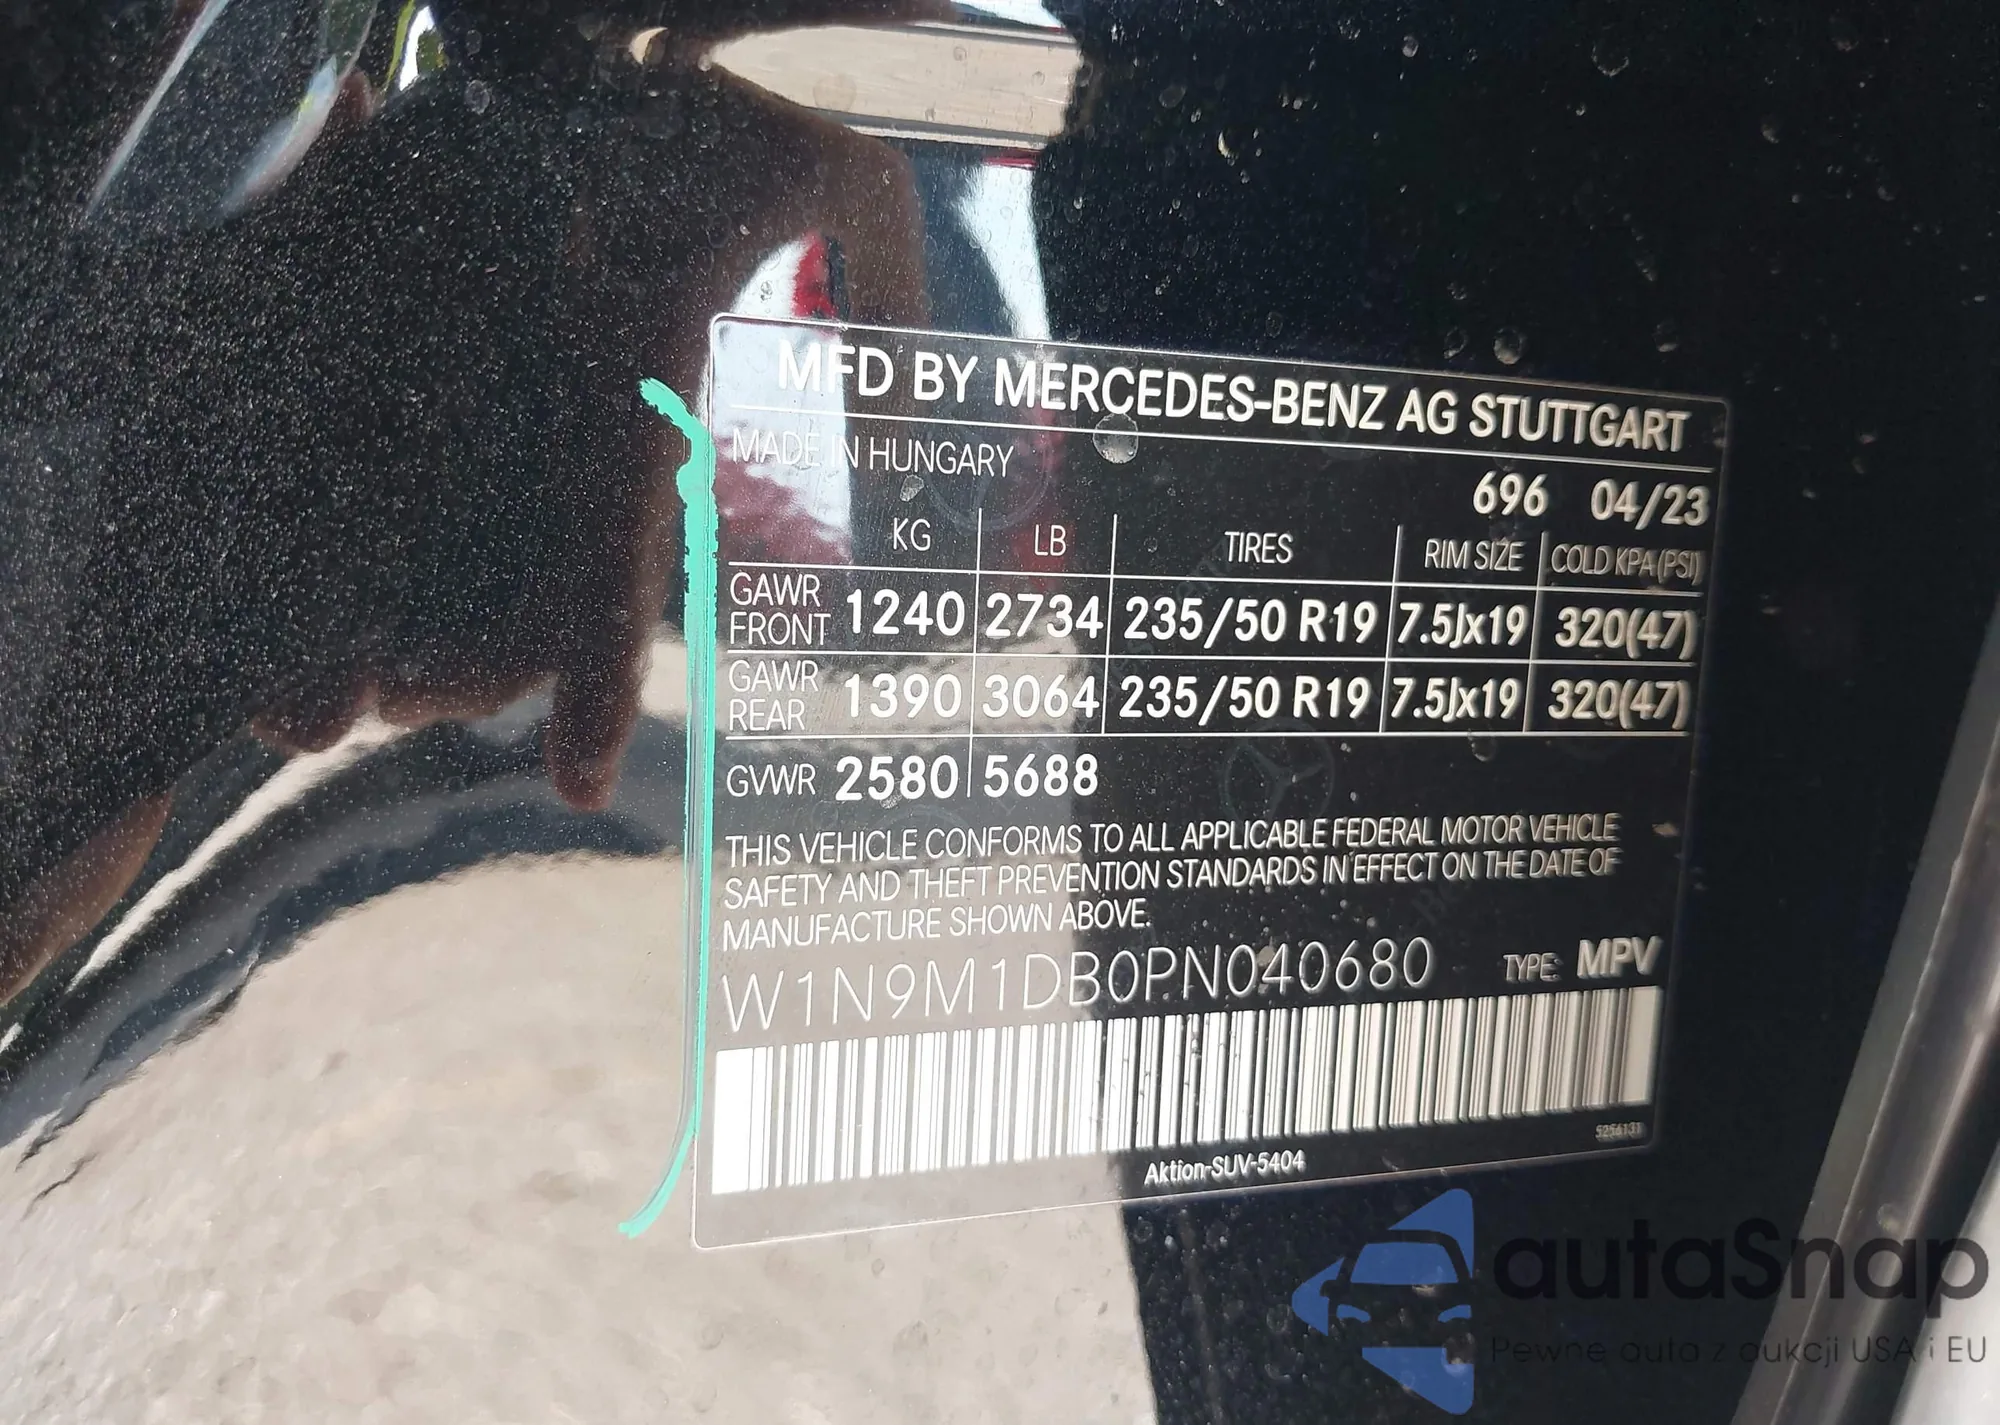 MFD BY MERCEDES-BENZ AG STUTTGART
MADE IN HUNGARY
696 04/23
KG LB TIRES RIM SIZE COLD KPA (PSI)
GAWR FRONT 1240 2734 235/50 R19 7.5Jx19 320(47)
GAWR REAR 1390 3064 235/50 R19 7.5Jx19 320(47)
GVWR 2580 5688
THIS VEHICLE CONFORMS TO ALL APPLICABLE FEDERAL MOTOR VEHICLE
SAFETY AND THEFT PREVENTION STANDARDS IN EFFECT ON THE DATE OF
MANUFACTURE SHOWN ABOVE.
W1N9M1DB0PN040680 TYPE: MPV
5256131
Aktion-SUV-5404
autaSnap
Pewne auta z aukcji USA i EU